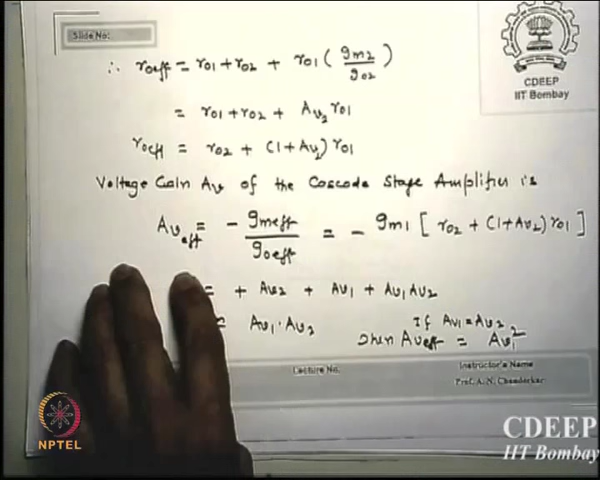 Slide No:
∴ roeff = ro1 + ro2 + ro1 ( gm2 / go2 )
= ro1 + ro2 + Av2 ro1
roeff = ro2 + (1 + Av2) ro1
Voltage Gain Av of the Cascode Stage Amplifier is
Aveff = - gmeff / goeff = - gm1 [ ro2 + (1 + Av2) ro1 ]
= + Av2 + Av1 + Av1 Av2
= Av1 . Av2
If Av1 = Av2
then Aveff = Av1²
Lecture No:
Instructor's Name
Prof. A. N. Chandorkar
CDEEP
IIT Bombay
NPTEL
CDEEP
IIT Bombay